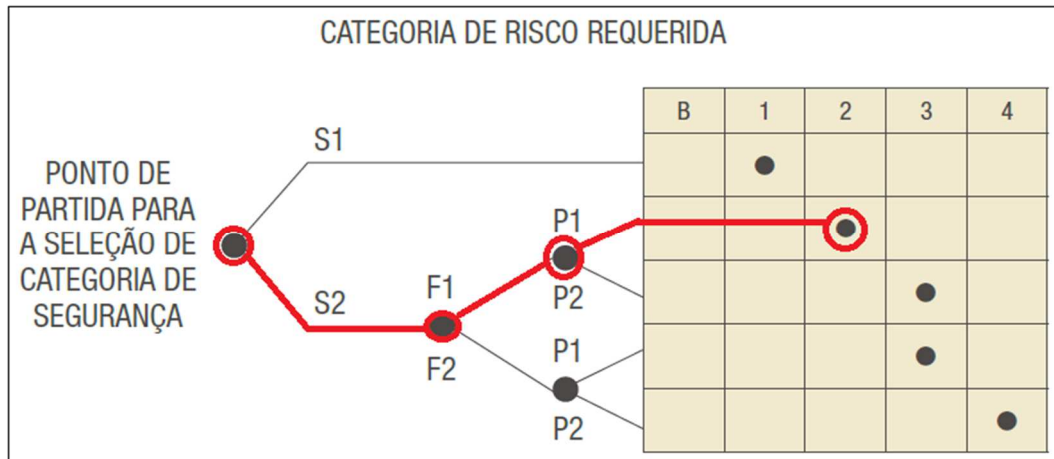 CATEGORIA DE RISCO REQUERIDA
B 1 2 3 4
S1
PONTO DE
PARTIDA PARA
A SELEÇÃO DE
CATEGORIA DE
SEGURANÇA
S2
F1
F2
P1
P2
P1
P2